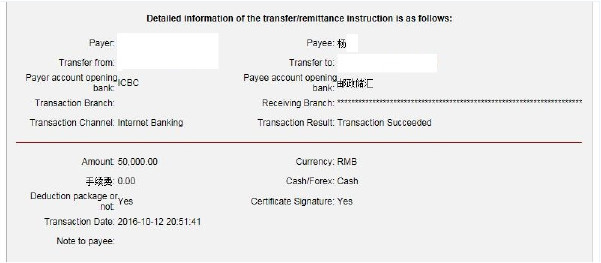 Detailed information of the transfer/remittance instruction is as follows:
Payer: Payee: 杨
Transfer from: Transfer to:
Payer account opening bank: ICBC Payee account opening bank: 邮政储汇
Transaction Branch: Receiving Branch: **********************************************************************
Transaction Channel: Internet Banking Transaction Result: Transaction Succeeded
Amount: 50,000.00 Currency: RMB
手续费: 0.00 Cash/Forex: Cash
Deduction package or not: Yes Certificate Signature: Yes
Transaction Date: 2016-10-12 20:51:41
Note to payee: